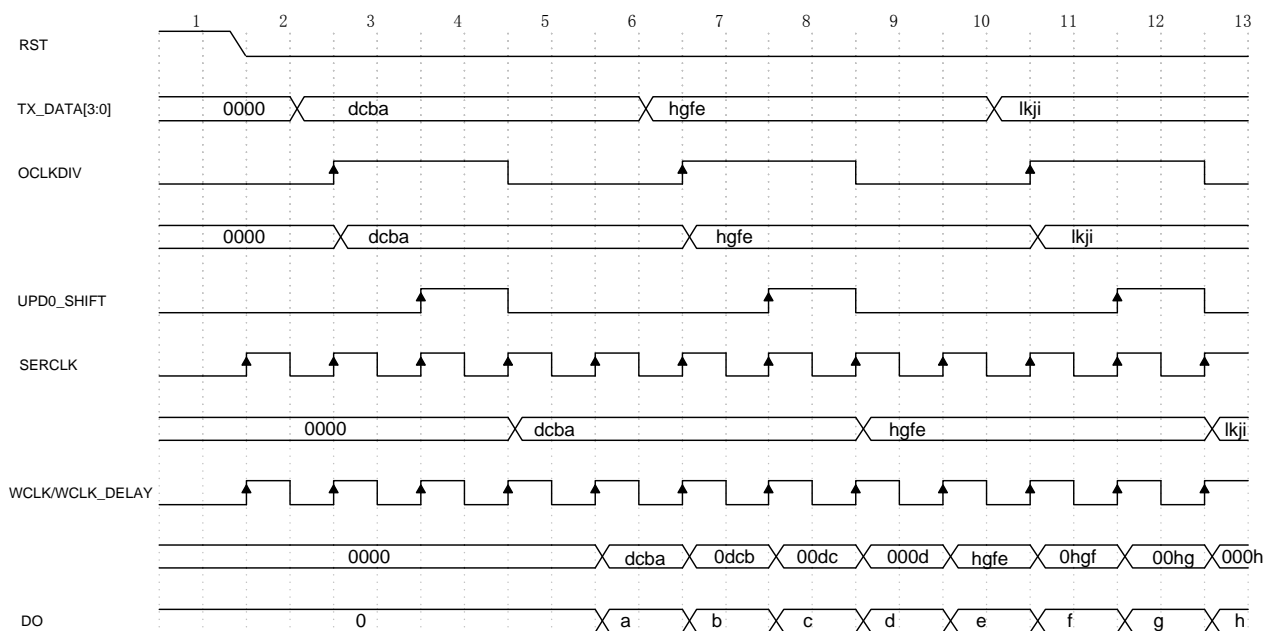 1 2 3 4 5 6 7 8 9 10 11 12 13
RST
TX_DATA[3:0] 0000 dcba hgfe lkji
OCLKDIV
0000 dcba hgfe lkji
UPD0_SHIFT
SERCLK
0000 dcba hgfe lkji
WCLK/WCLK_DELAY
0000 dcba 0dcb 00dc 000d hgfe 0hgf 00hg 000h
DO 0 a b c d e f g h